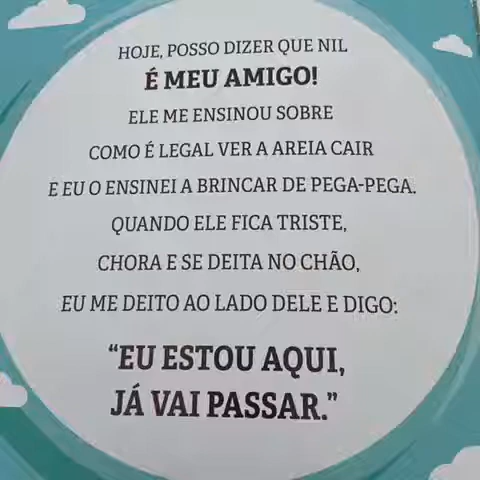 HOJE, POSSO DIZER QUE NIL
É MEU AMIGO!
ELE ME ENSINOU SOBRE
COMO É LEGAL VER A AREIA CAIR
E EU O ENSINEI A BRINCAR DE PEGA-PEGA.
QUANDO ELE FICA TRISTE,
CHORA E SE DEITA NO CHÃO,
EU ME DEITO AO LADO DELE E DIGO:
“EU ESTOU AQUI,
JÁ VAI PASSAR.”